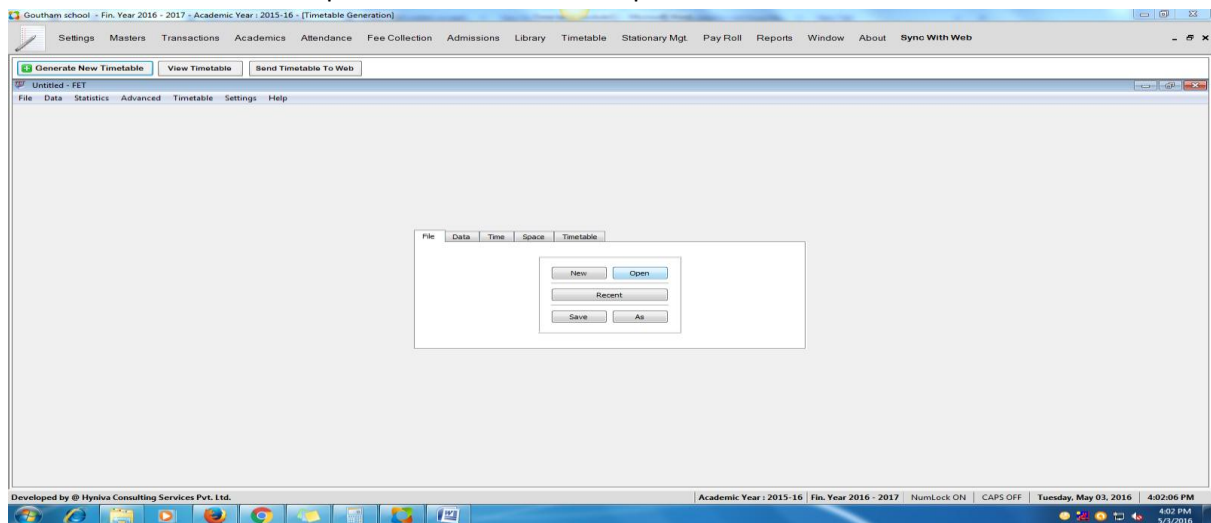 Goutham school - Fin. Year 2016 - 2017 - Academic Year : 2015-16 - [Timetable Generation]
Settings Masters Transactions Academics Attendance Fee Collection Admissions Library Timetable Stationary Mgt. Pay Roll Reports Window About Sync With Web
Generate New Timetable View Timetable Send Timetable To Web
Untitled - FET
File Data Statistics Advanced Timetable Settings Help
File Data Time Space Timetable
New Open
Recent
Save As
Developed by @ Hyniva Consulting Services Pvt. Ltd. Academic Year : 2015-16 Fin. Year 2016 - 2017 NumLock ON CAPS OFF Tuesday, May 03, 2016 4:02:06 PM
4:02 PM
5/3/2016